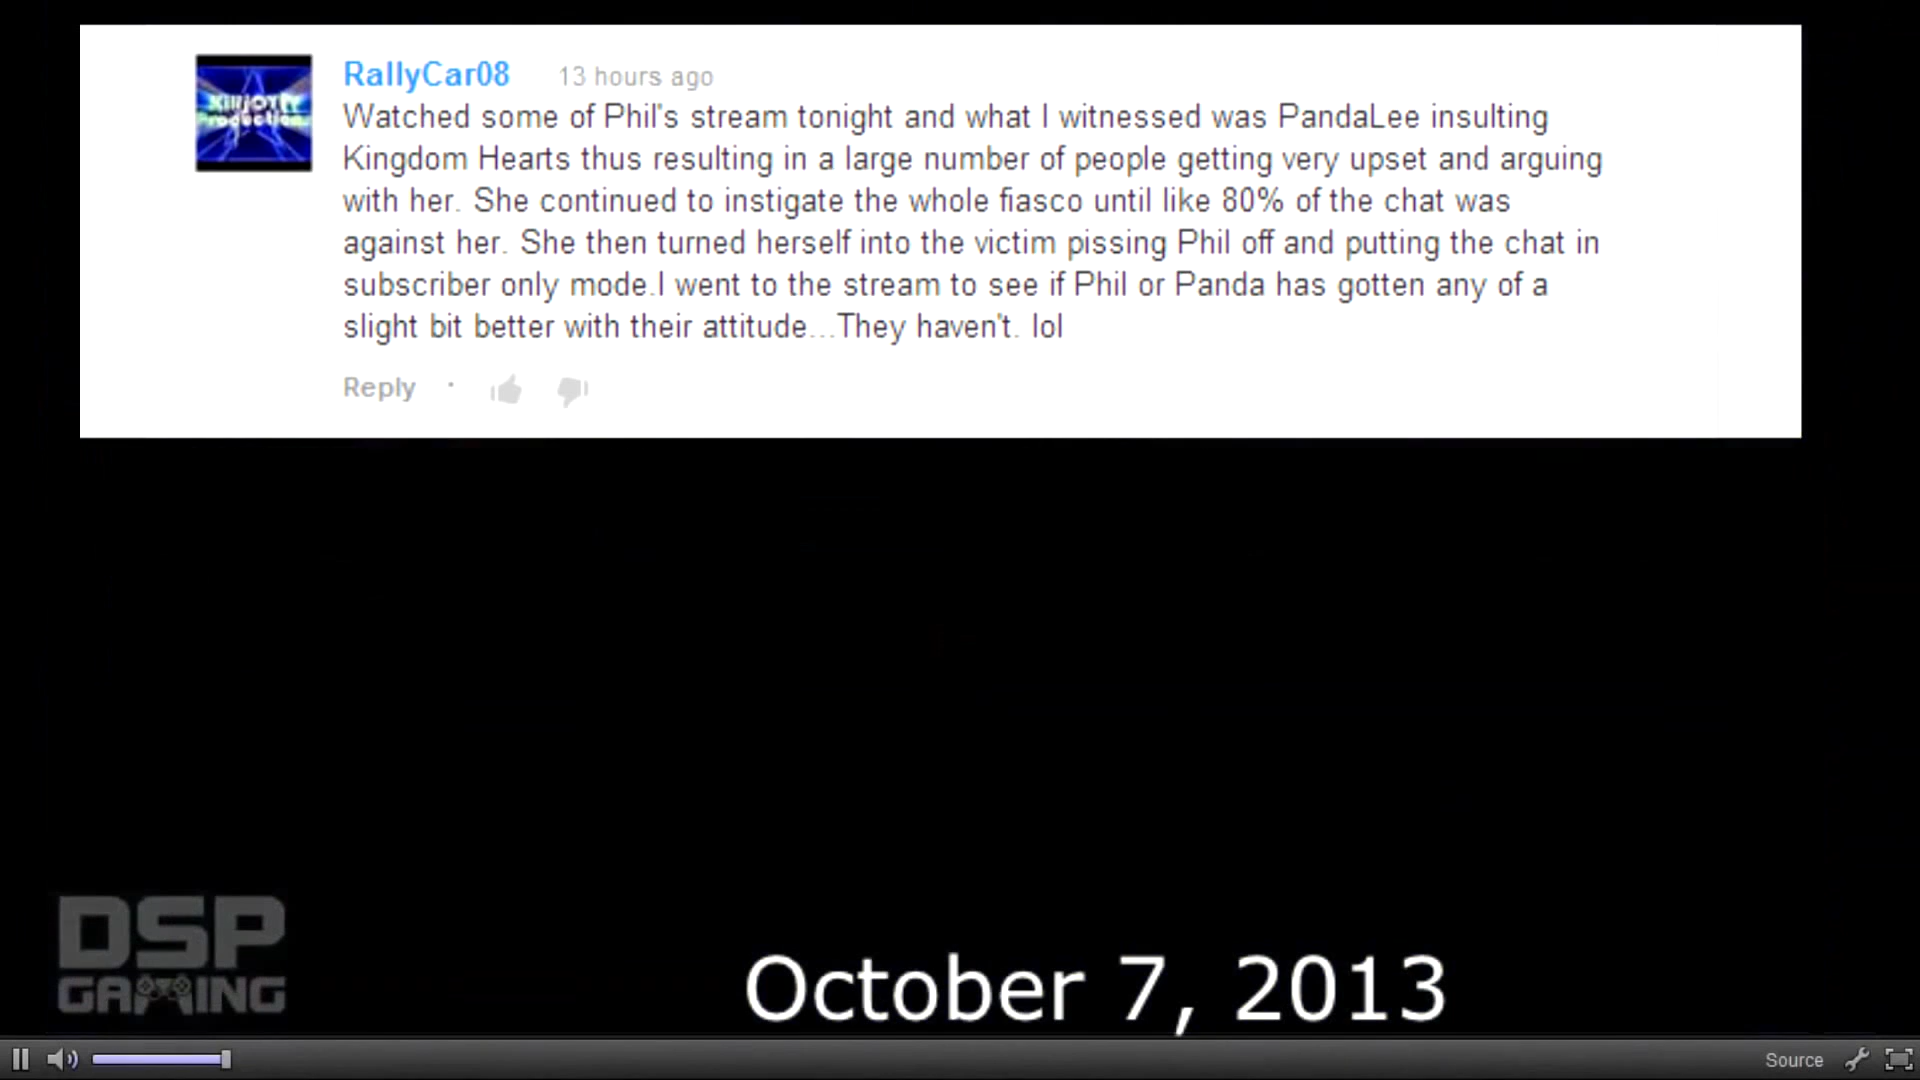 RallyCar08 13 hours ago
Watched some of Phil's stream tonight and what I witnessed was PandaLee insulting
Kingdom Hearts thus resulting in a large number of people getting very upset and arguing
with her. She continued to instigate the whole fiasco until like 80% of the chat was
against her. She then turned herself into the victim pissing Phil off and putting the chat in
subscriber only mode.I went to the stream to see if Phil or Panda has gotten any of a
slight bit better with their attitude...They haven't. lol
Reply ·
DSP
GAMING
October 7, 2013
Source